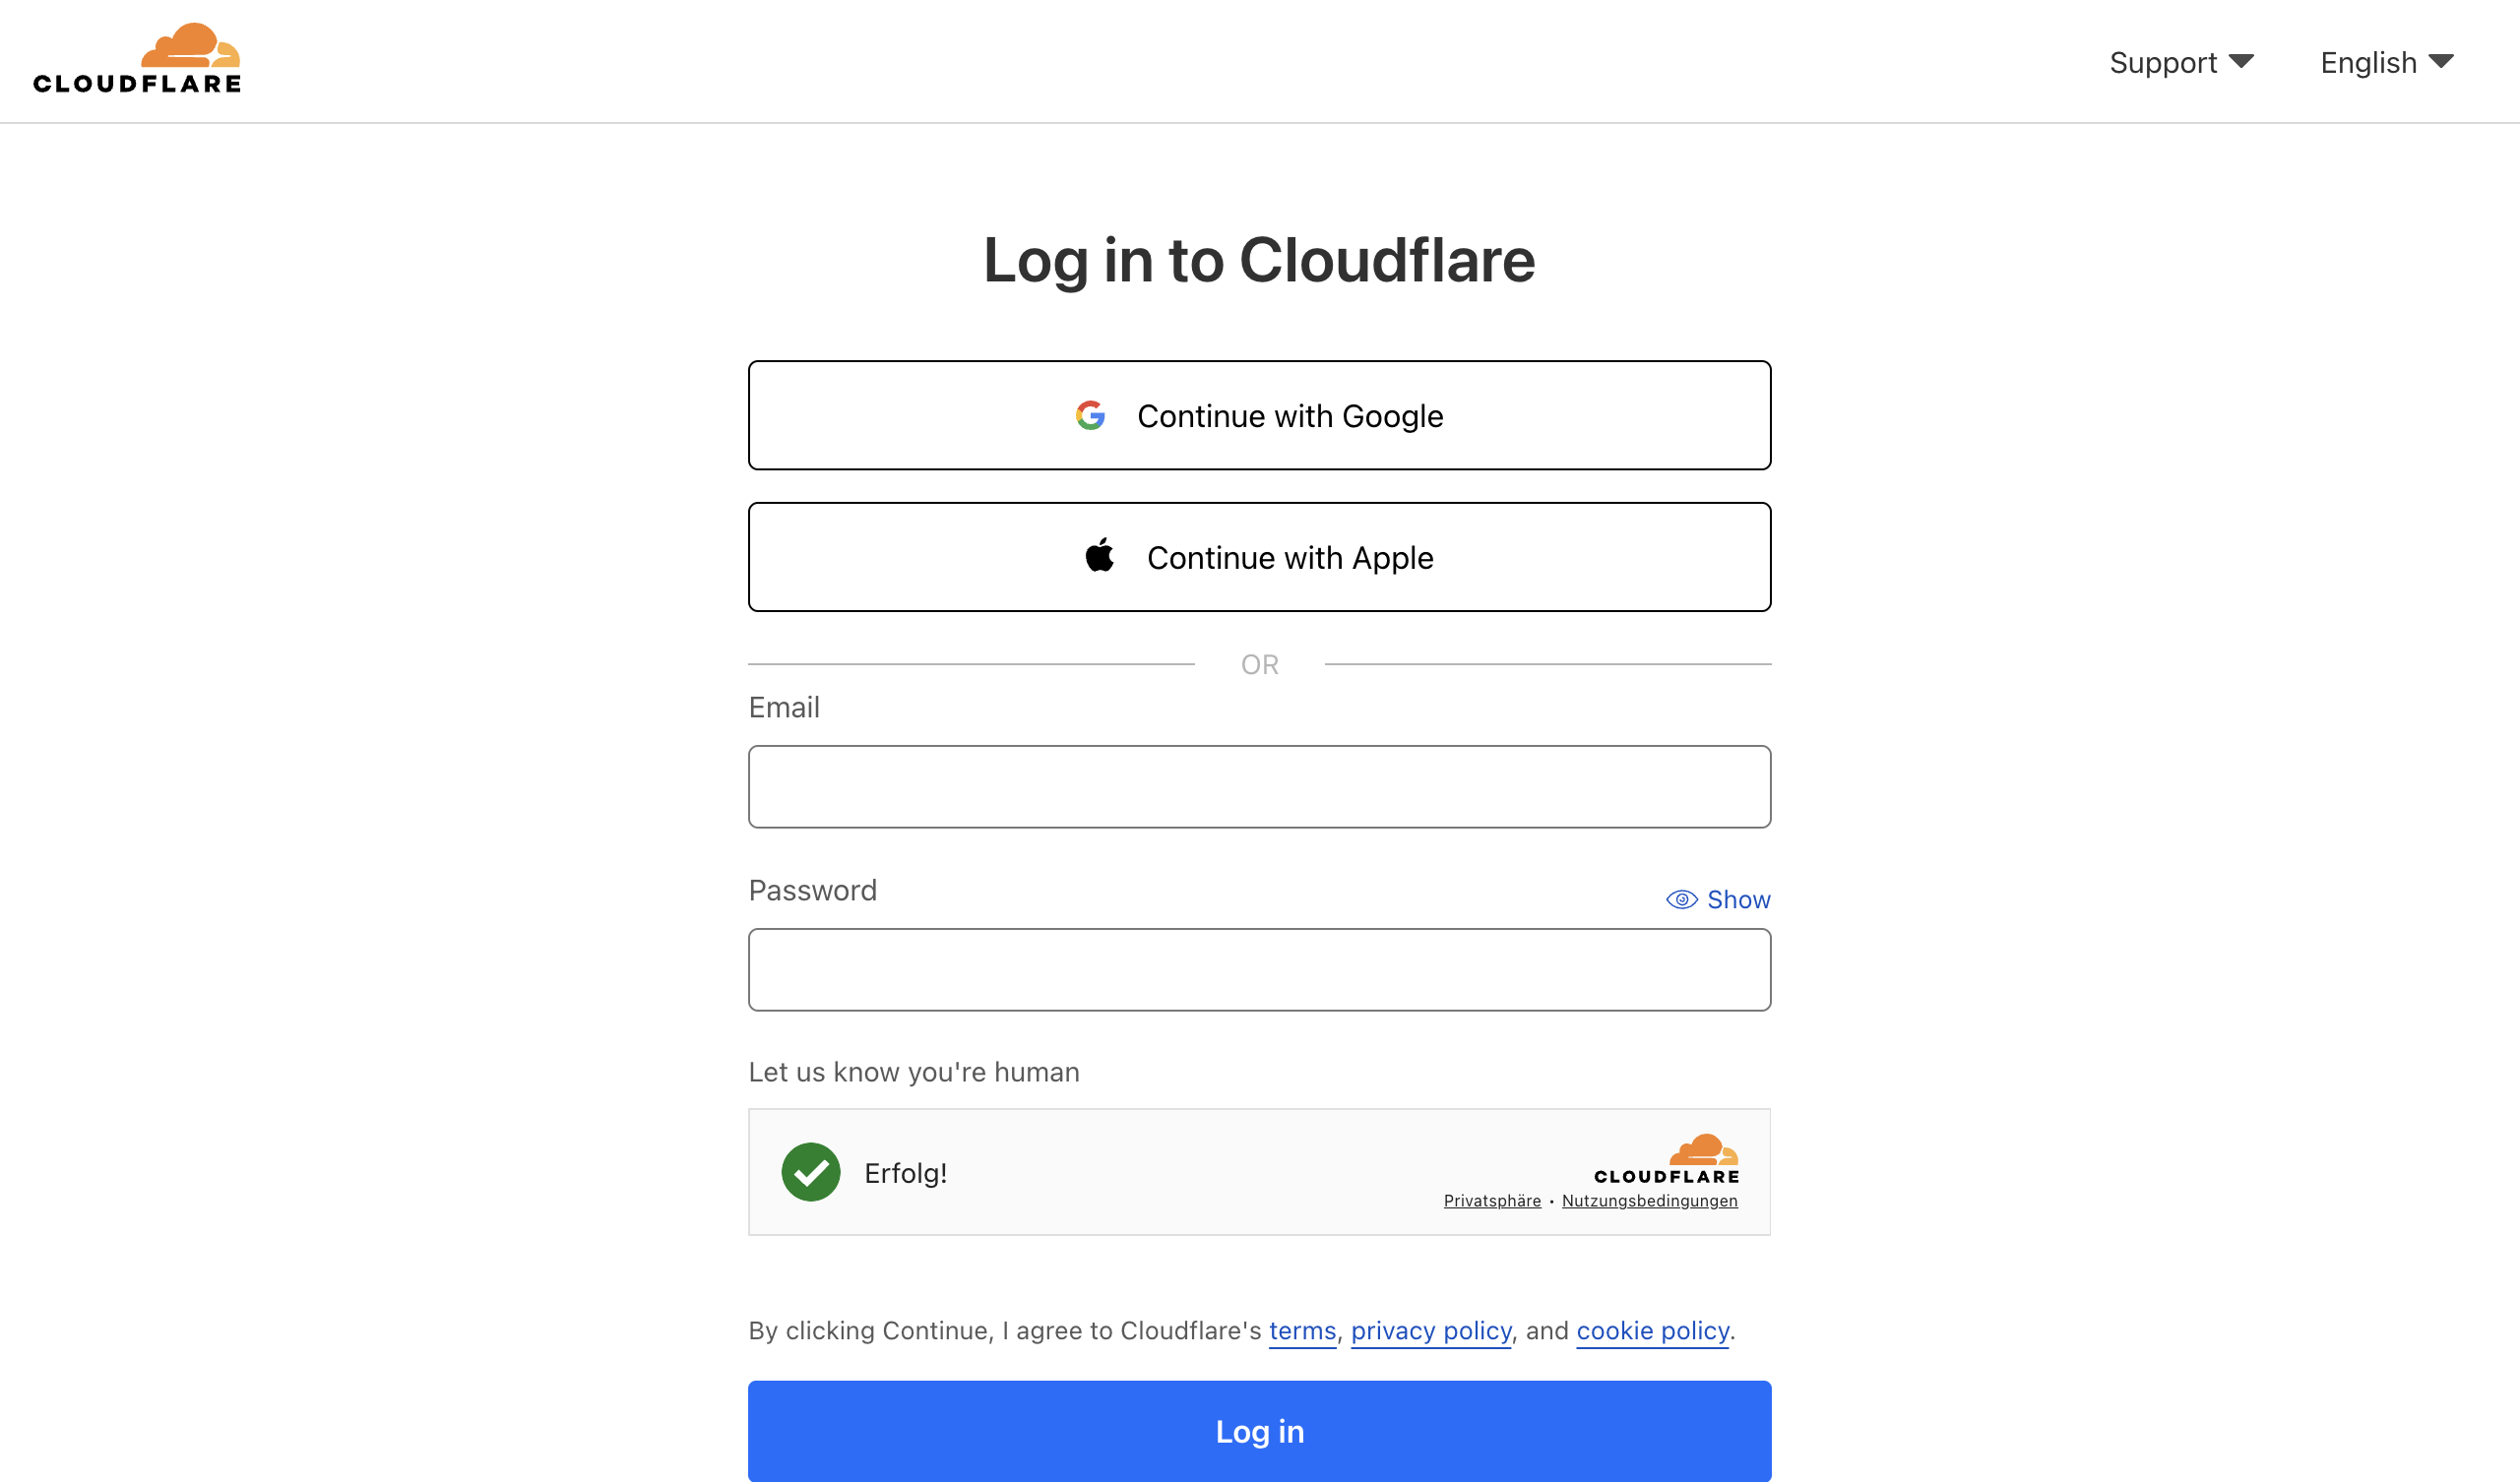 CLOUDFLARE
Support
English
Log in to Cloudflare
Continue with Google
Continue with Apple
OR
Email
Password
Show
Let us know you're human
Erfolg!
CLOUDFLARE
Privatsphäre • Nutzungsbedingungen
By clicking Continue, I agree to Cloudflare's terms, privacy policy, and cookie policy.
Log in